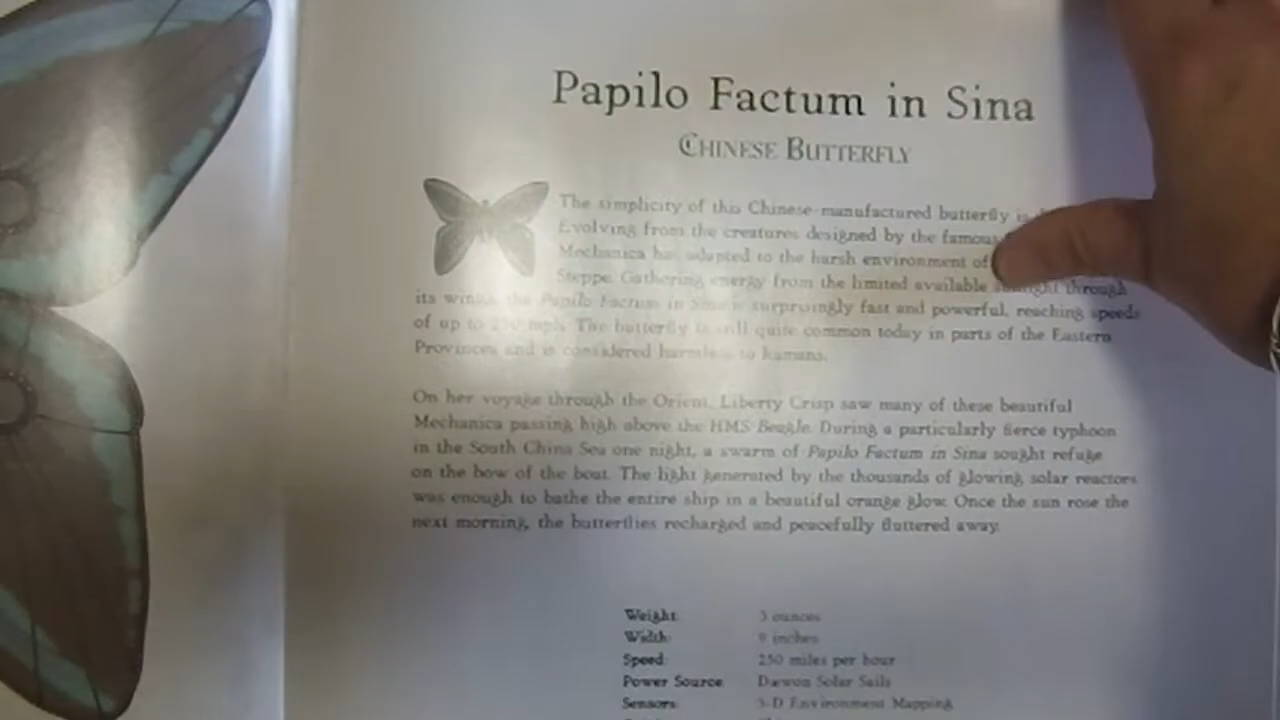 Papilo Factum in Sina
CHINESE BUTTERFLY
The simplicity of this Chinese-manufactured butterfly is
Evolving from the creatures designed by the famous
Mechanica has adapted to the harsh environment of
Steppe. Gathering energy from the limited available sunlight through
its wings, the Papilo Factum in Sina is surprisingly fast and powerful, reaching speeds
of up to 250 mph. The butterfly is still quite common today in parts of the Eastern
Provinces and is considered harmless to humans.
On her voyage through the Orient, Liberty Crisp saw many of these beautiful
Mechanica passing high above the HMS Beagle. During a particularly fierce typhoon
in the South China Sea one night, a swarm of Papilo Factum in Sina sought refuge
on the bow of the boat. The light generated by the thousands of glowing solar reactors
was enough to bathe the entire ship in a beautiful orange glow. Once the sun rose the
next morning, the butterflies recharged and peacefully fluttered away.
Weight: 3 ounces
Width: 9 inches
Speed: 250 miles per hour
Power Source: Daewon Solar Sails
Sensors: 3-D Environment Mapping